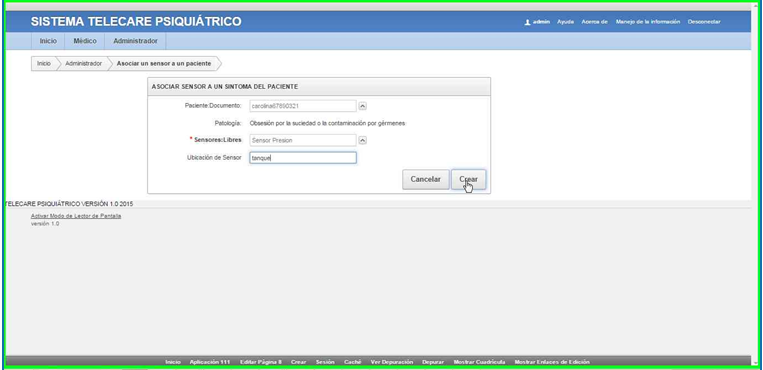 SISTEMA TELECARE PSIQUIÁTRICO
admin Ayuda Acerca de Manejo de la información Desconectar
Inicio Médico Administrador
Inicio Administrador Asociar un sensor a un paciente
ASOCIAR SENSOR A UN SINTOMA DEL PACIENTE
Paciente:Documento: carolina67890321
Patología: Obsesión por la suciedad o la contaminación por gérmenes
* Sensores:Libres Sensor Presion
Ubicación de Sensor tanque
Cancelar Crear
TELECARE PSIQUIÁTRICO VERSIÓN 1.0 2015
Activar Modo de Lector de Pantalla
versión 1.0
Inicio Aplicación 111 Editar Página 8 Crear Sesión Caché Ver Depuración Depurar Mostrar Cuadrícula Mostrar Enlaces de Edición